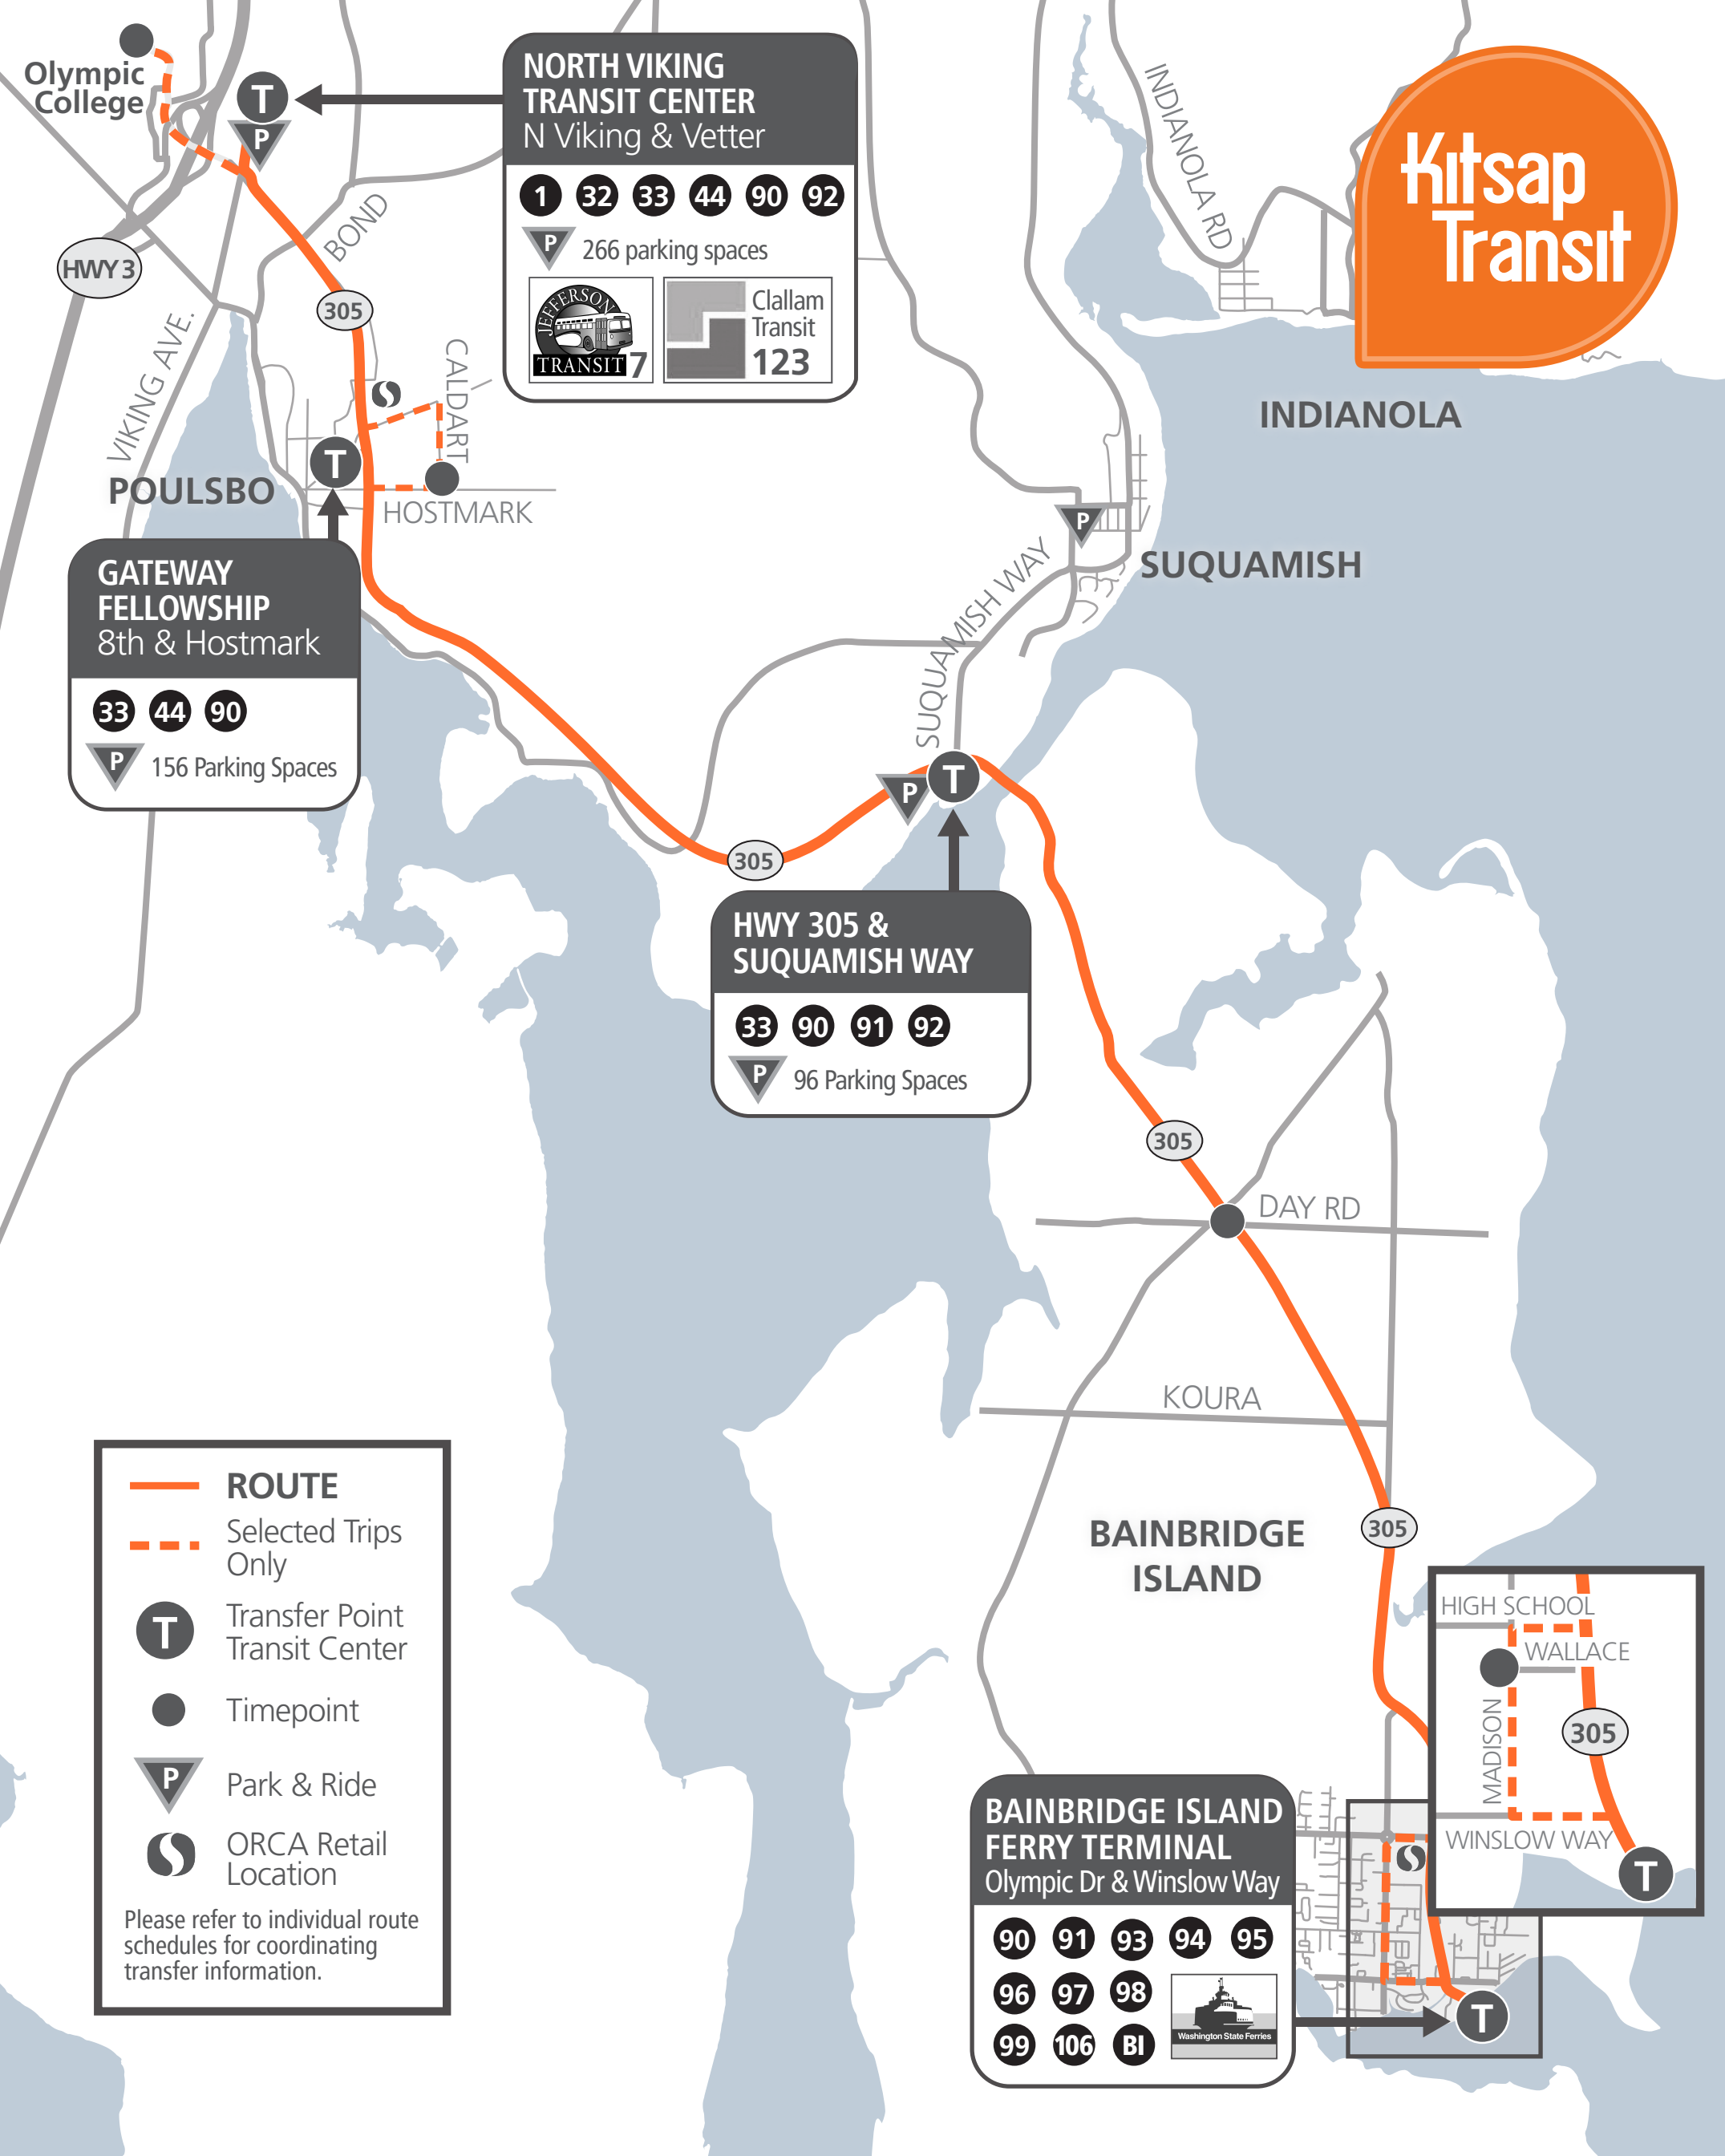 Olympic
College
T
P
NORTH VIKING
TRANSIT CENTER
N Viking & Vetter
1 32 33 44 90 92
P 266 parking spaces
JEFFERSON
TRANSIT 7
Clallam
Transit
123
INDIANOLA RD
Kitsap
Transit
HWY 3
BOND
305
VIKING AVE.
CALDART
T
POULSBO
HOSTMARK
INDIANOLA
P
SUQUAMISH
SUQUAMISH WAY
GATEWAY
FELLOWSHIP
8th & Hostmark
33 44 90
P 156 Parking Spaces
P
T
305
HWY 305 &
SUQUAMISH WAY
33 90 91 92
P 96 Parking Spaces
305
DAY RD
KOURA
BAINBRIDGE
ISLAND
305
ROUTE
Selected Trips
Only
T Transfer Point
Transit Center
Timepoint
P Park & Ride
ORCA Retail
Location
Please refer to individual route
schedules for coordinating
transfer information.
HIGH SCHOOL
WALLACE
MADISON
305
WINSLOW WAY
T
BAINBRIDGE ISLAND
FERRY TERMINAL
Olympic Dr & Winslow Way
90 91 93 94 95
96 97 98
99 106 BI
Washington State Ferries
T